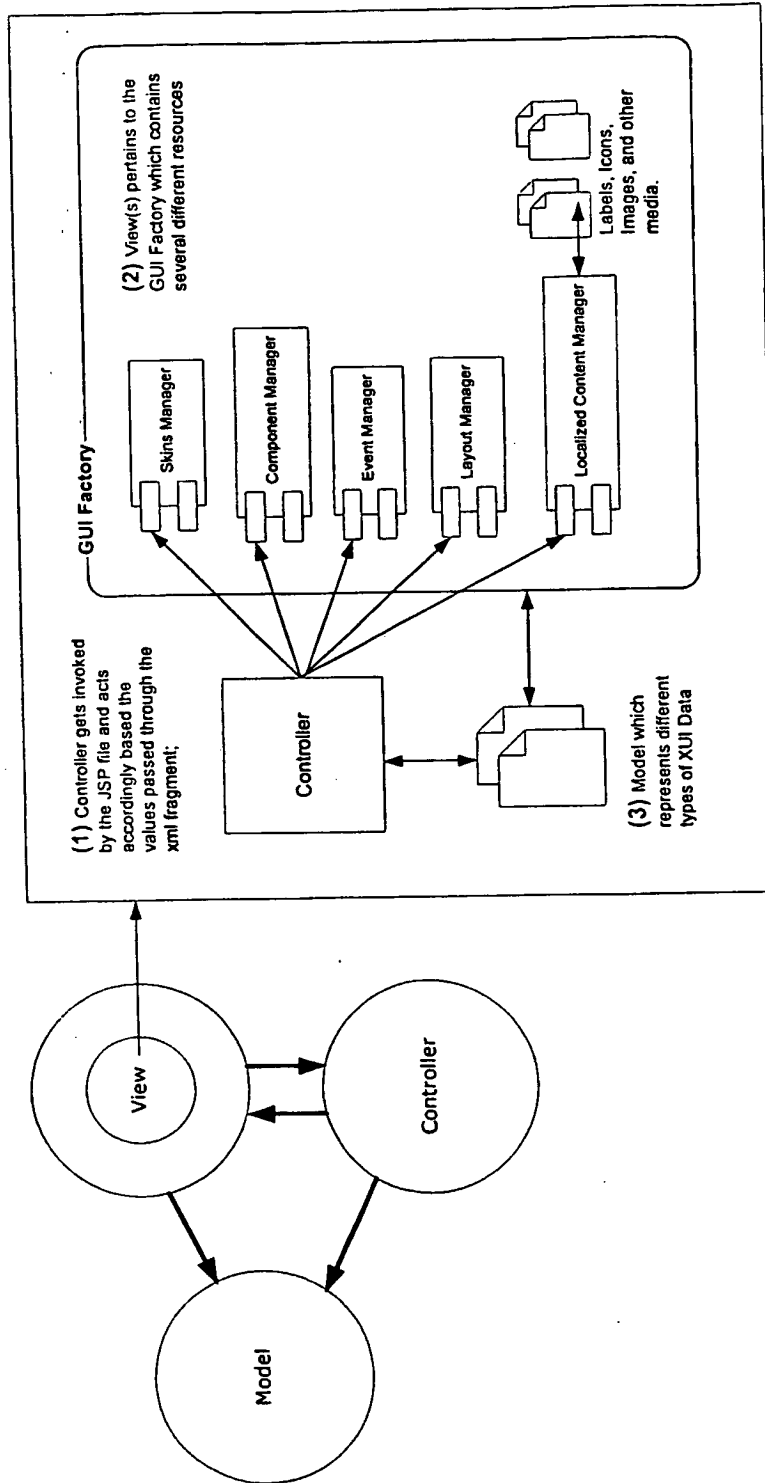 Model
View
Controller
(1) Controller gets invoked
by the JSP file and acts
accordingly based the
values passed through the
xml fragment;
Controller
(3) Model which
represents different
types of XUI Data
GUI Factory
Skins Manager
Component Manager
Event Manager
Layout Manager
Localized Content Manager
(2) View(s) pertains to the
GUI Factory which contains
several different resources
Labels, Icons,
Images, and other
media.